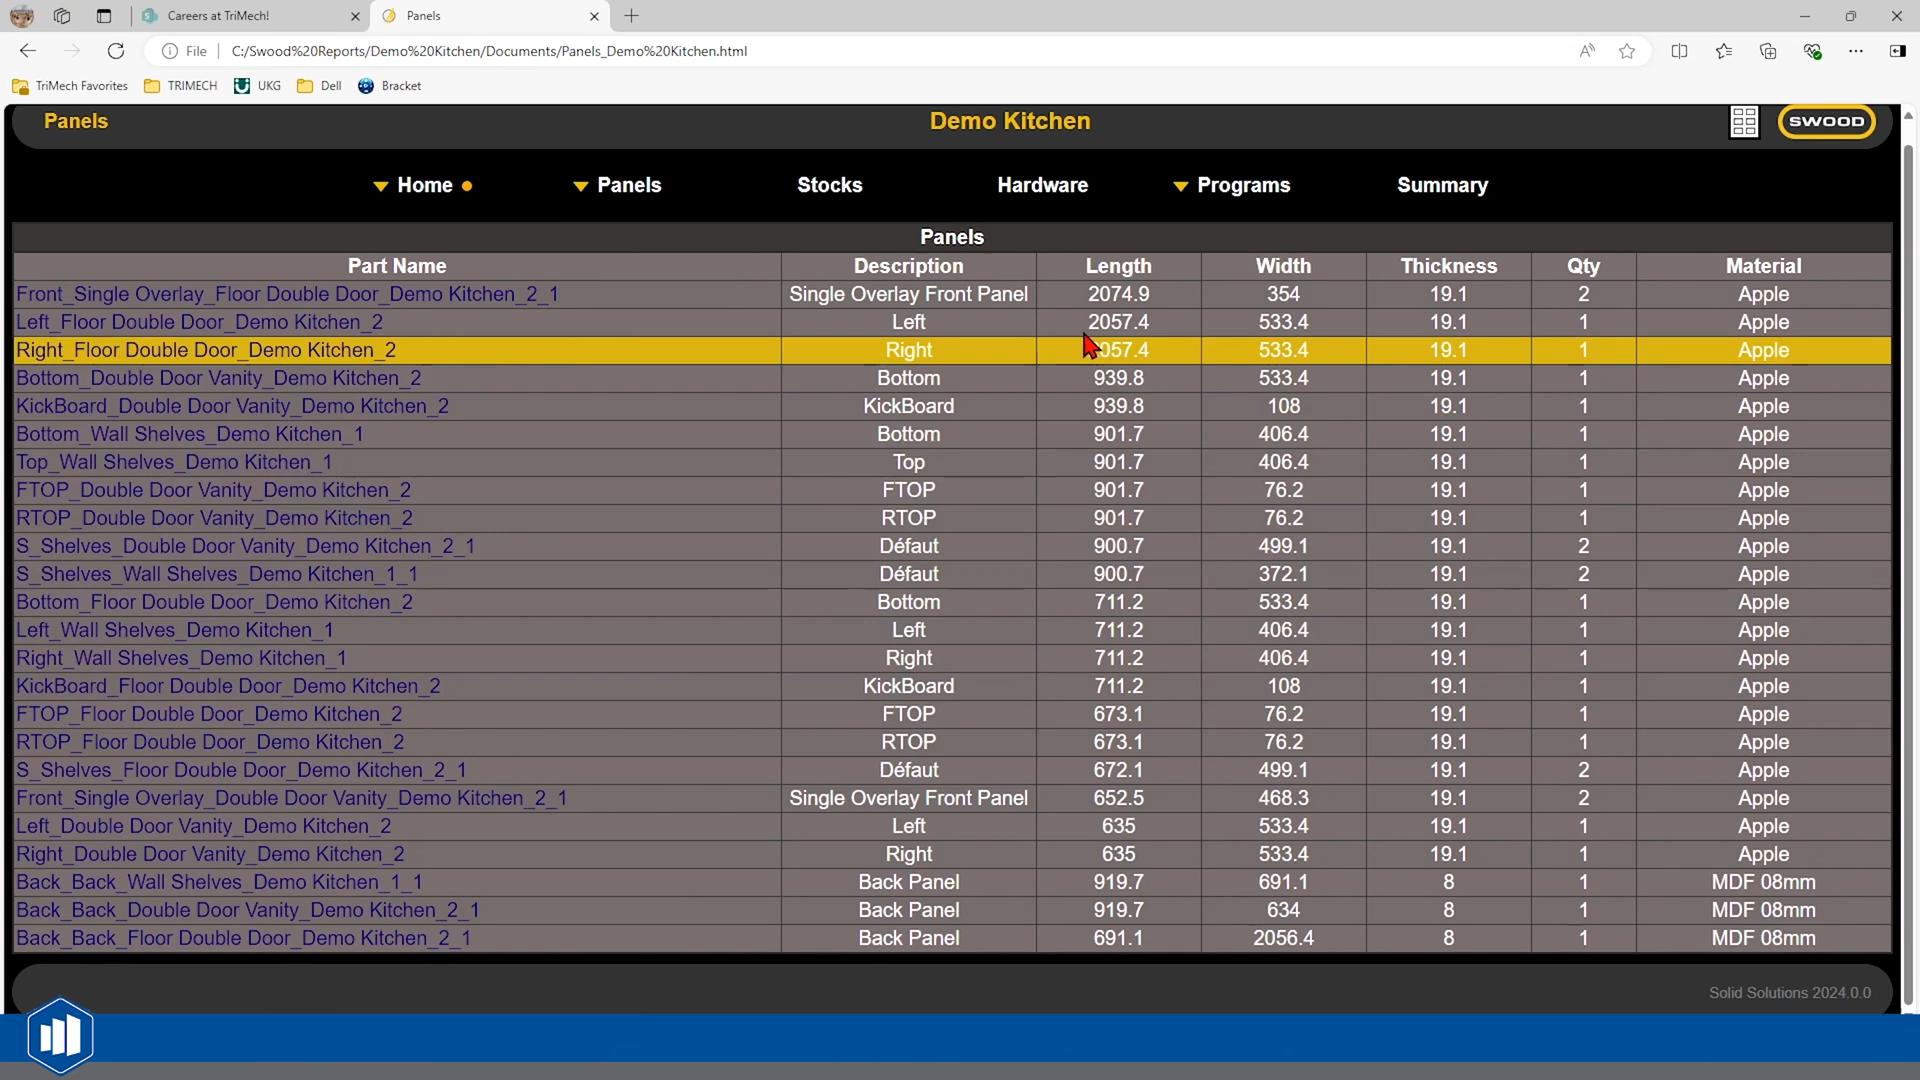 Careers at TriMech!
Panels
File
C:/Swood%20Reports/Demo%20Kitchen/Documents/Panels_Demo%20Kitchen.html
TriMech Favorites TRIMECH UKG Dell Bracket
Panels Demo Kitchen SWOOD
Home Panels Stocks Hardware Programs Summary
Panels
Part Name Description Length Width Thickness Qty Material
Front_Single Overlay_Floor Double Door_Demo Kitchen_2_1 Single Overlay Front Panel 2074.9 354 19.1 2 Apple
Left_Floor Double Door_Demo Kitchen_2 Left 2057.4 533.4 19.1 1 Apple
Right_Floor Double Door_Demo Kitchen_2 Right 057.4 533.4 19.1 1 Apple
Bottom_Double Door Vanity_Demo Kitchen_2 Bottom 939.8 533.4 19.1 1 Apple
KickBoard_Double Door Vanity_Demo Kitchen_2 KickBoard 939.8 108 19.1 1 Apple
Bottom_Wall Shelves_Demo Kitchen_1 Bottom 901.7 406.4 19.1 1 Apple
Top_Wall Shelves_Demo Kitchen_1 Top 901.7 406.4 19.1 1 Apple
FTOP_Double Door Vanity_Demo Kitchen_2 FTOP 901.7 76.2 19.1 1 Apple
RTOP_Double Door Vanity_Demo Kitchen_2 RTOP 901.7 76.2 19.1 1 Apple
S_Shelves_Double Door Vanity_Demo Kitchen_2_1 Défaut 900.7 499.1 19.1 2 Apple
S_Shelves_Wall Shelves_Demo Kitchen_1_1 Défaut 900.7 372.1 19.1 2 Apple
Bottom_Floor Double Door_Demo Kitchen_2 Bottom 711.2 533.4 19.1 1 Apple
Left_Wall Shelves_Demo Kitchen_1 Left 711.2 406.4 19.1 1 Apple
Right_Wall Shelves_Demo Kitchen_1 Right 711.2 406.4 19.1 1 Apple
KickBoard_Floor Double Door_Demo Kitchen_2 KickBoard 711.2 108 19.1 1 Apple
FTOP_Floor Double Door_Demo Kitchen_2 FTOP 673.1 76.2 19.1 1 Apple
RTOP_Floor Double Door_Demo Kitchen_2 RTOP 673.1 76.2 19.1 1 Apple
S_Shelves_Floor Double Door_Demo Kitchen_2_1 Défaut 672.1 499.1 19.1 2 Apple
Front_Single Overlay_Double Door Vanity_Demo Kitchen_2_1 Single Overlay Front Panel 652.5 468.3 19.1 2 Apple
Left_Double Door Vanity_Demo Kitchen_2 Left 635 533.4 19.1 1 Apple
Right_Double Door Vanity_Demo Kitchen_2 Right 635 533.4 19.1 1 Apple
Back_Back_Wall Shelves_Demo Kitchen_1_1 Back Panel 919.7 691.1 8 1 MDF 08mm
Back_Back_Double Door Vanity_Demo Kitchen_2_1 Back Panel 919.7 634 8 1 MDF 08mm
Back_Back_Floor Double Door_Demo Kitchen_2_1 Back Panel 691.1 2056.4 8 1 MDF 08mm
Solid Solutions 2024.0.0